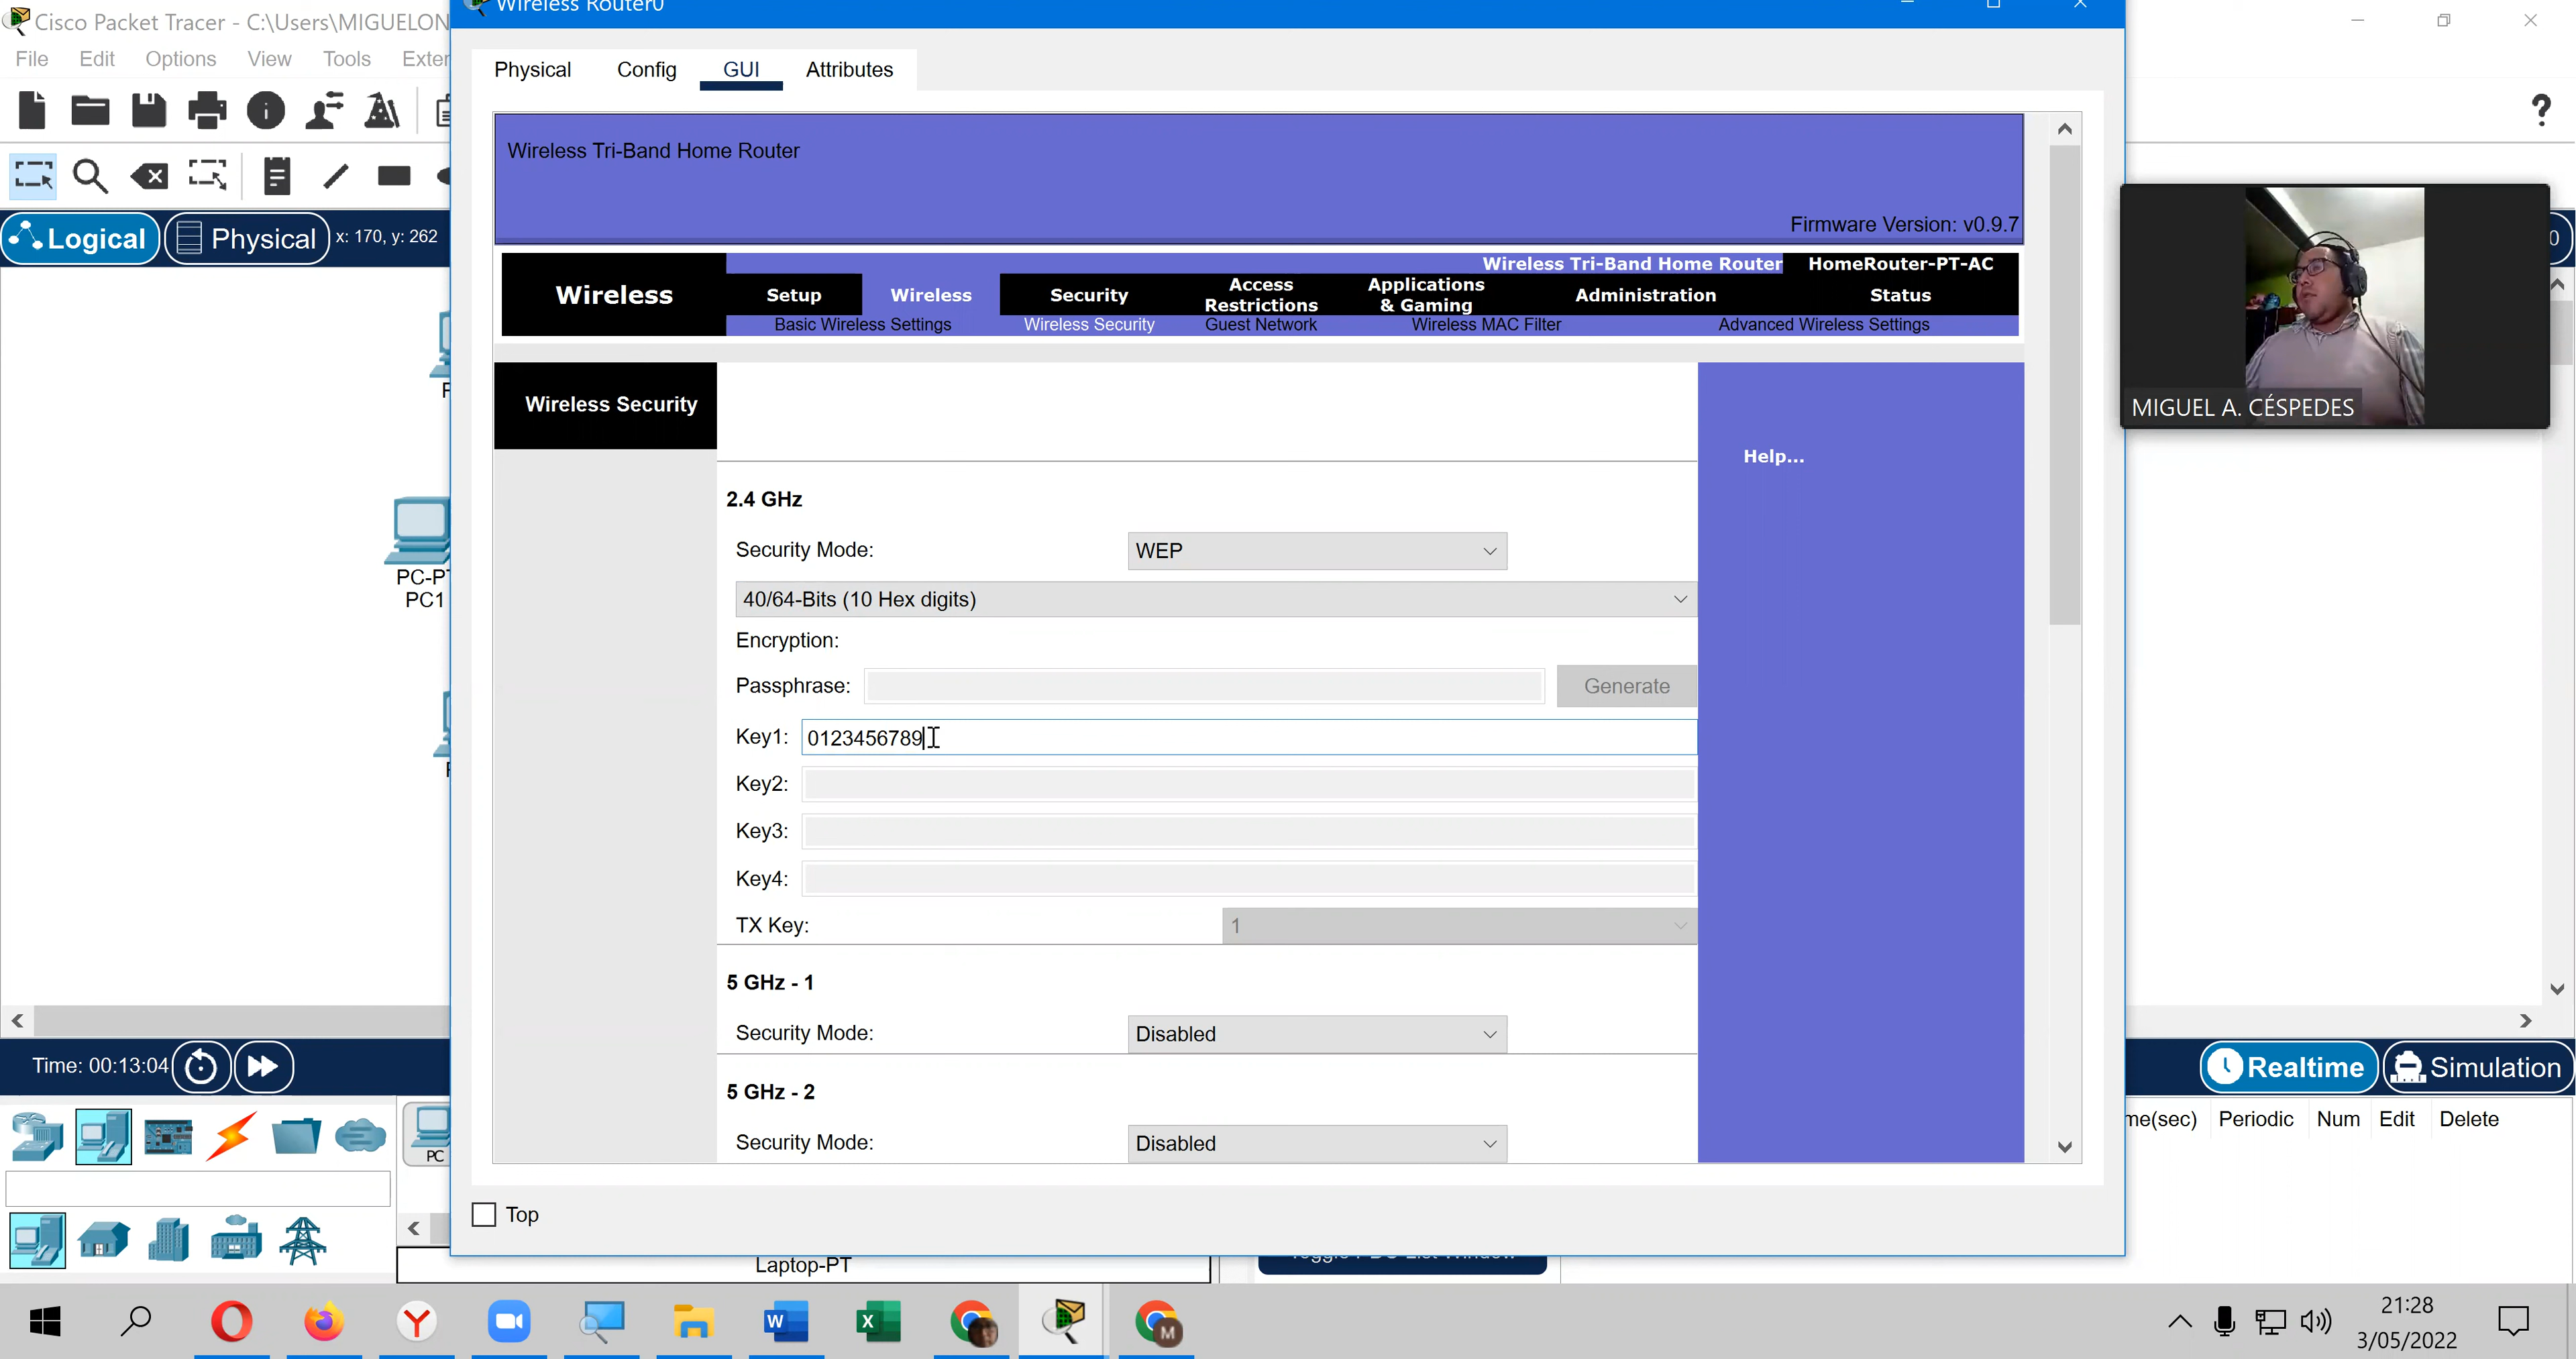 Cisco Packet Tracer - C:\Users\MIGUELON
Wireless Router0
File Edit Options View Tools Exter
Physical Config GUI Attributes
Logical Physical x: 170, y: 262
Wireless Tri-Band Home Router
Firmware Version: v0.9.7
Wireless Tri-Band Home Router HomeRouter-PT-AC
Wireless
Setup Wireless Security Access Restrictions Applications & Gaming Administration Status
Basic Wireless Settings Wireless Security Guest Network Wireless MAC Filter Advanced Wireless Settings
Wireless Security
Help...
MIGUEL A. CÉSPEDES
2.4 GHz
Security Mode: WEP
40/64-Bits (10 Hex digits)
Encryption:
Passphrase: Generate
Key1: 0123456789
Key2:
Key3:
Key4:
TX Key: 1
5 GHz - 1
Security Mode: Disabled
5 GHz - 2
Security Mode: Disabled
Top
PC-PT
PC1
Time: 00:13:04
Realtime Simulation
me(sec) Periodic Num Edit Delete
PC
Laptop-PT
21:28
3/05/2022